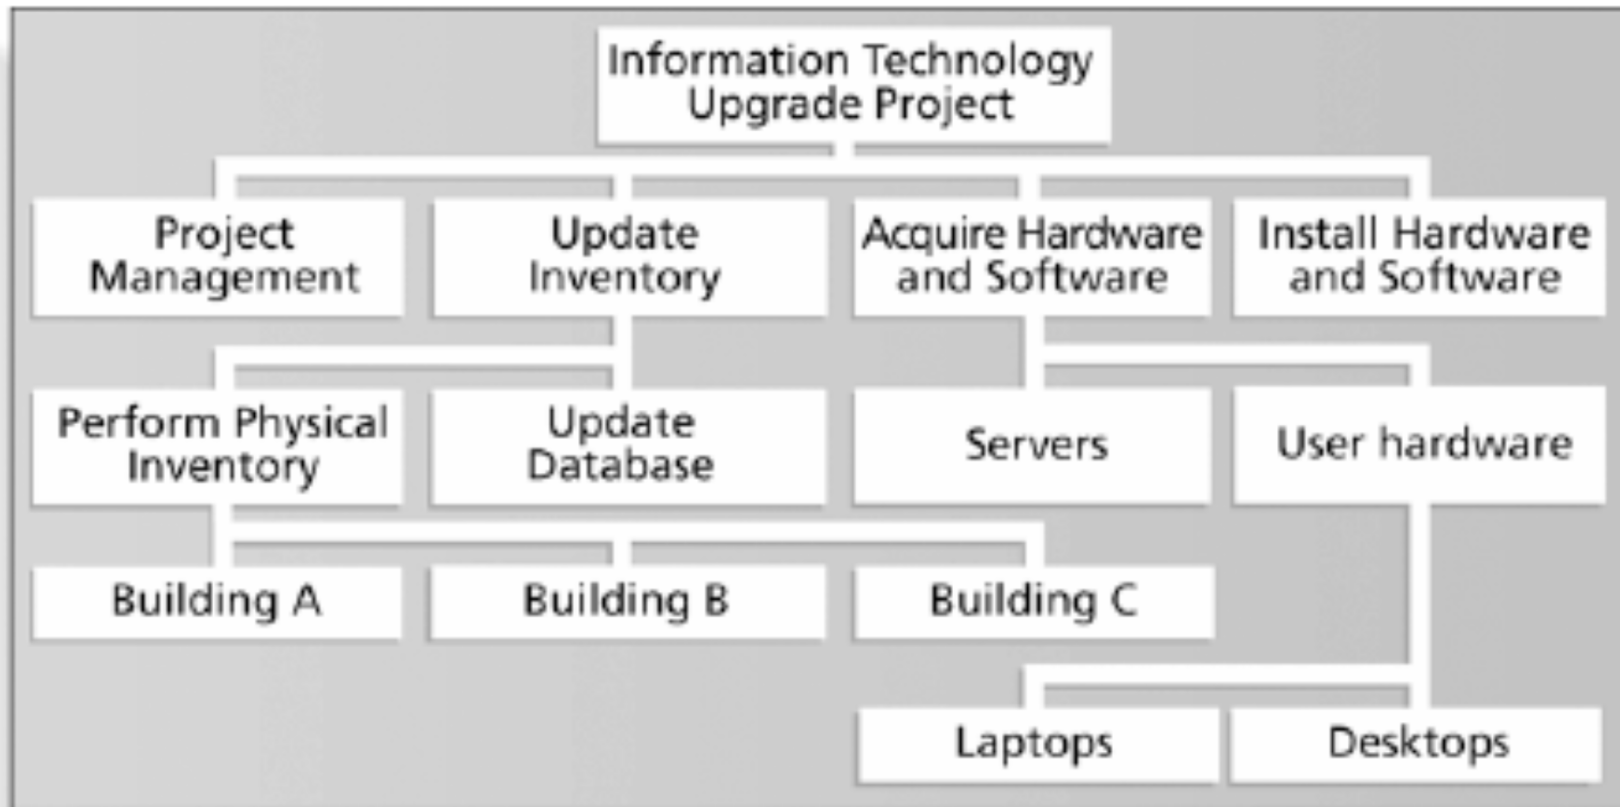 Information Technology
Upgrade Project
Project
Management
Update
Inventory
Acquire Hardware
and Software
Install Hardware
and Software
Perform Physical
Inventory
Update
Database
Servers
User hardware
Building A
Building B
Building C
Laptops
Desktops